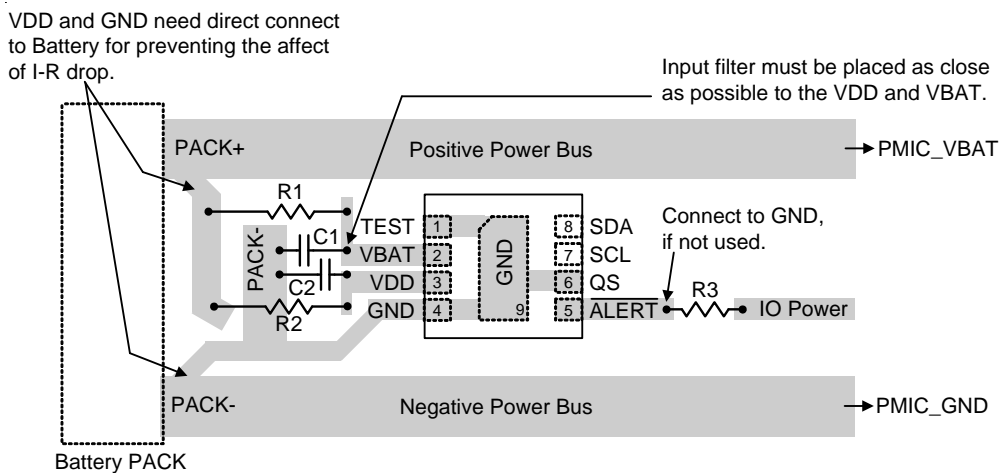 VDD and GND need direct connect
to Battery for preventing the affect
of I-R drop.
Input filter must be placed as close
as possible to the VDD and VBAT.
PACK+
Positive Power Bus
PMIC_VBAT
R1
C1
PACK-
C2
R2
TEST 1
VBAT 2
VDD 3
GND 4
GND
9
8 SDA
7 SCL
6 QS
5 ALERT
Connect to GND,
if not used.
R3
IO Power
PACK-
Negative Power Bus
PMIC_GND
Battery PACK